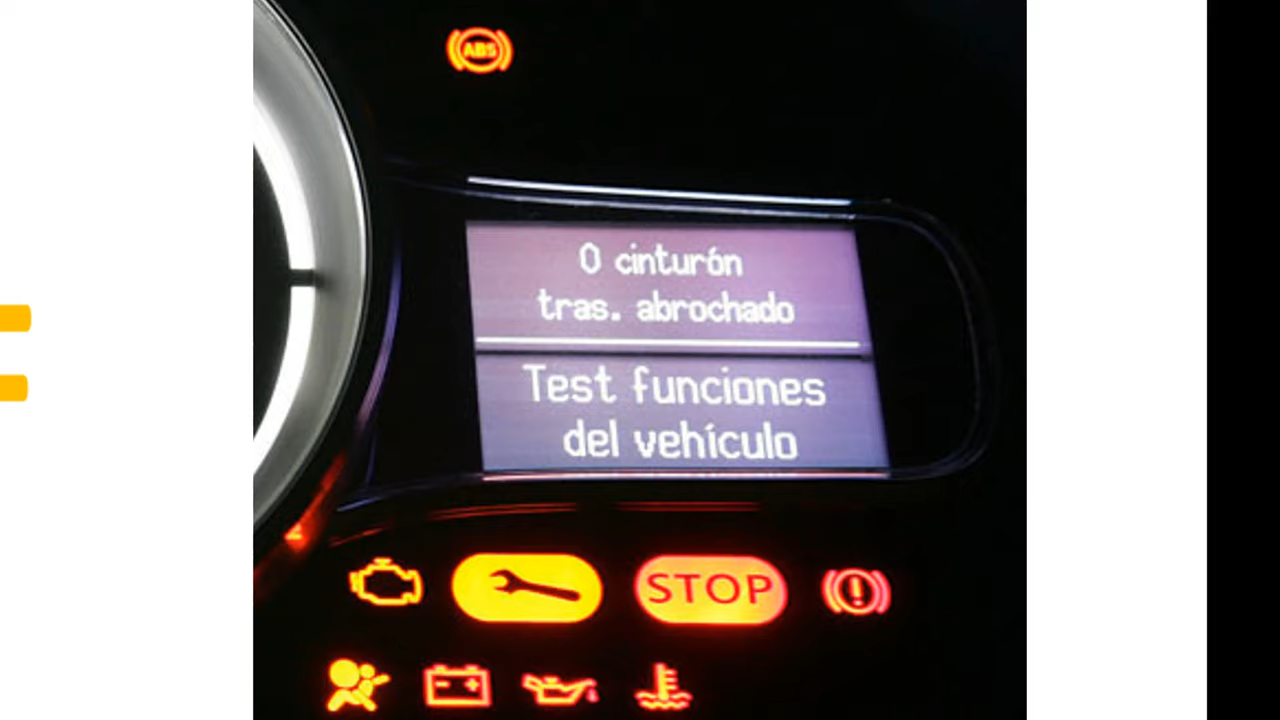 ABS
0 cinturón
tras. abrochado
Test funciones
del vehículo
STOP